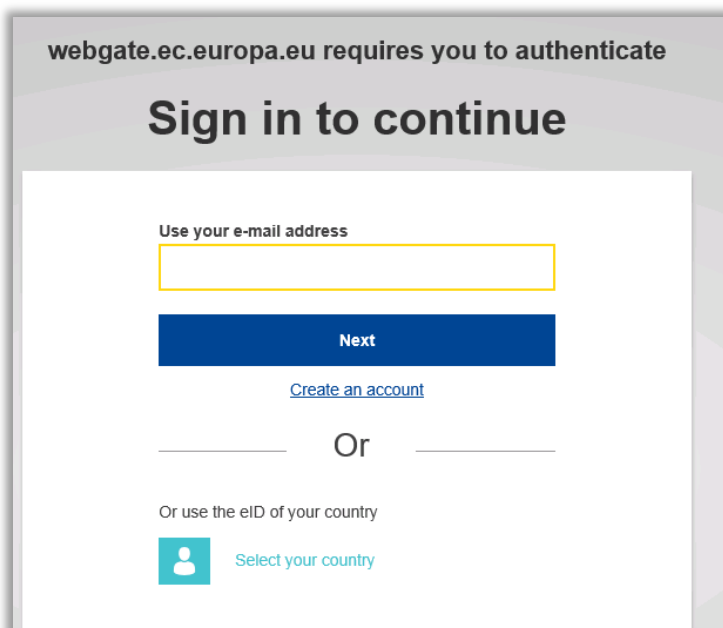 webgate.ec.europa.eu requires you to authenticate
Sign in to continue
Use your e-mail address
Next
Create an account
Or
Or use the eID of your country
Select your country